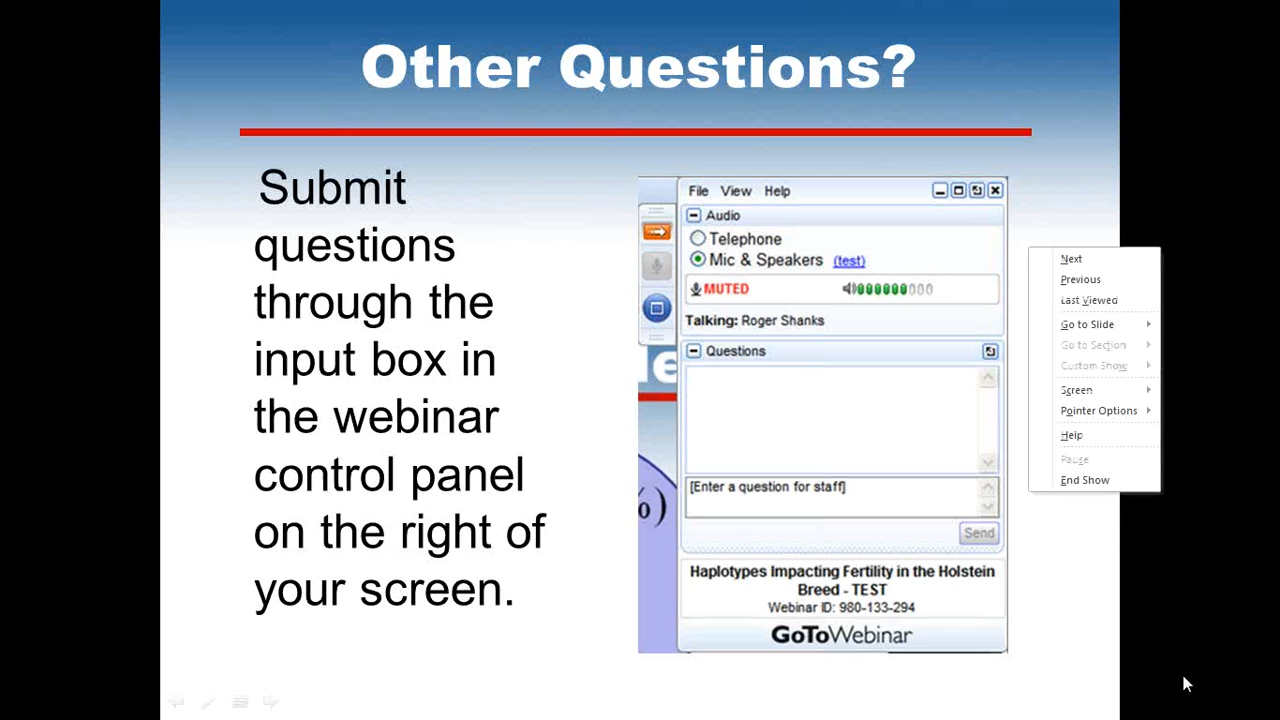 Other Questions?
Submit
questions
through the
input box in
the webinar
control panel
on the right of
your screen.
File View Help
Audio
Telephone
Mic & Speakers (test)
MUTED
Talking: Roger Shanks
Questions
[Enter a question for staff]
Send
Haplotypes Impacting Fertility in the Holstein
Breed - TEST
Webinar ID: 980-133-294
GoToWebinar
%)
Next
Previous
Last Viewed
Go to Slide
Go to Section
Custom Show
Screen
Pointer Options
Help
Pause
End Show